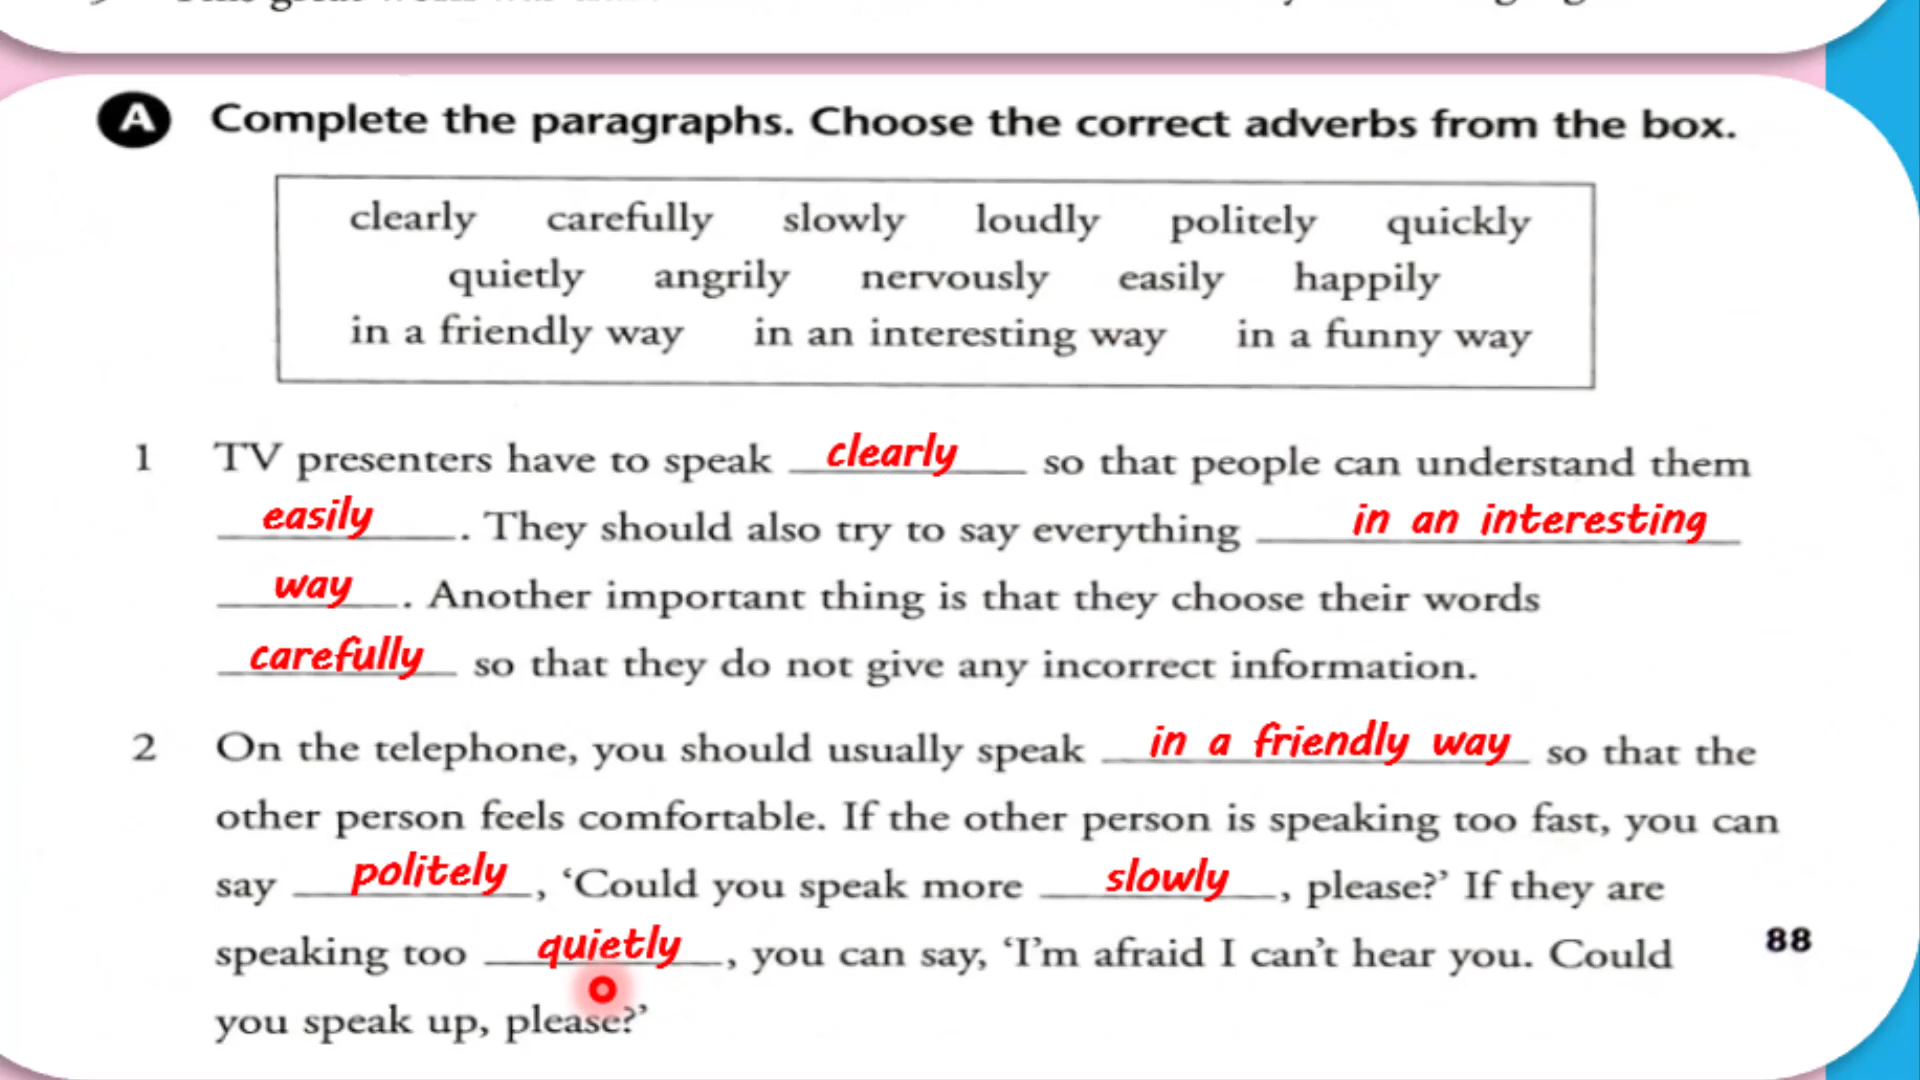 A Complete the paragraphs. Choose the correct adverbs from the box.
clearly carefully slowly loudly politely quickly
quietly angrily nervously easily happily
in a friendly way in an interesting way in a funny way
1 TV presenters have to speak clearly so that people can understand them
easily. They should also try to say everything in an interesting
way. Another important thing is that they choose their words
carefully so that they do not give any incorrect information.
2 On the telephone, you should usually speak in a friendly way so that the
other person feels comfortable. If the other person is speaking too fast, you can
say politely, ‘Could you speak more slowly, please?’ If they are
speaking too quietly, you can say, ‘I’m afraid I can’t hear you. Could
88
you speak up, please?’